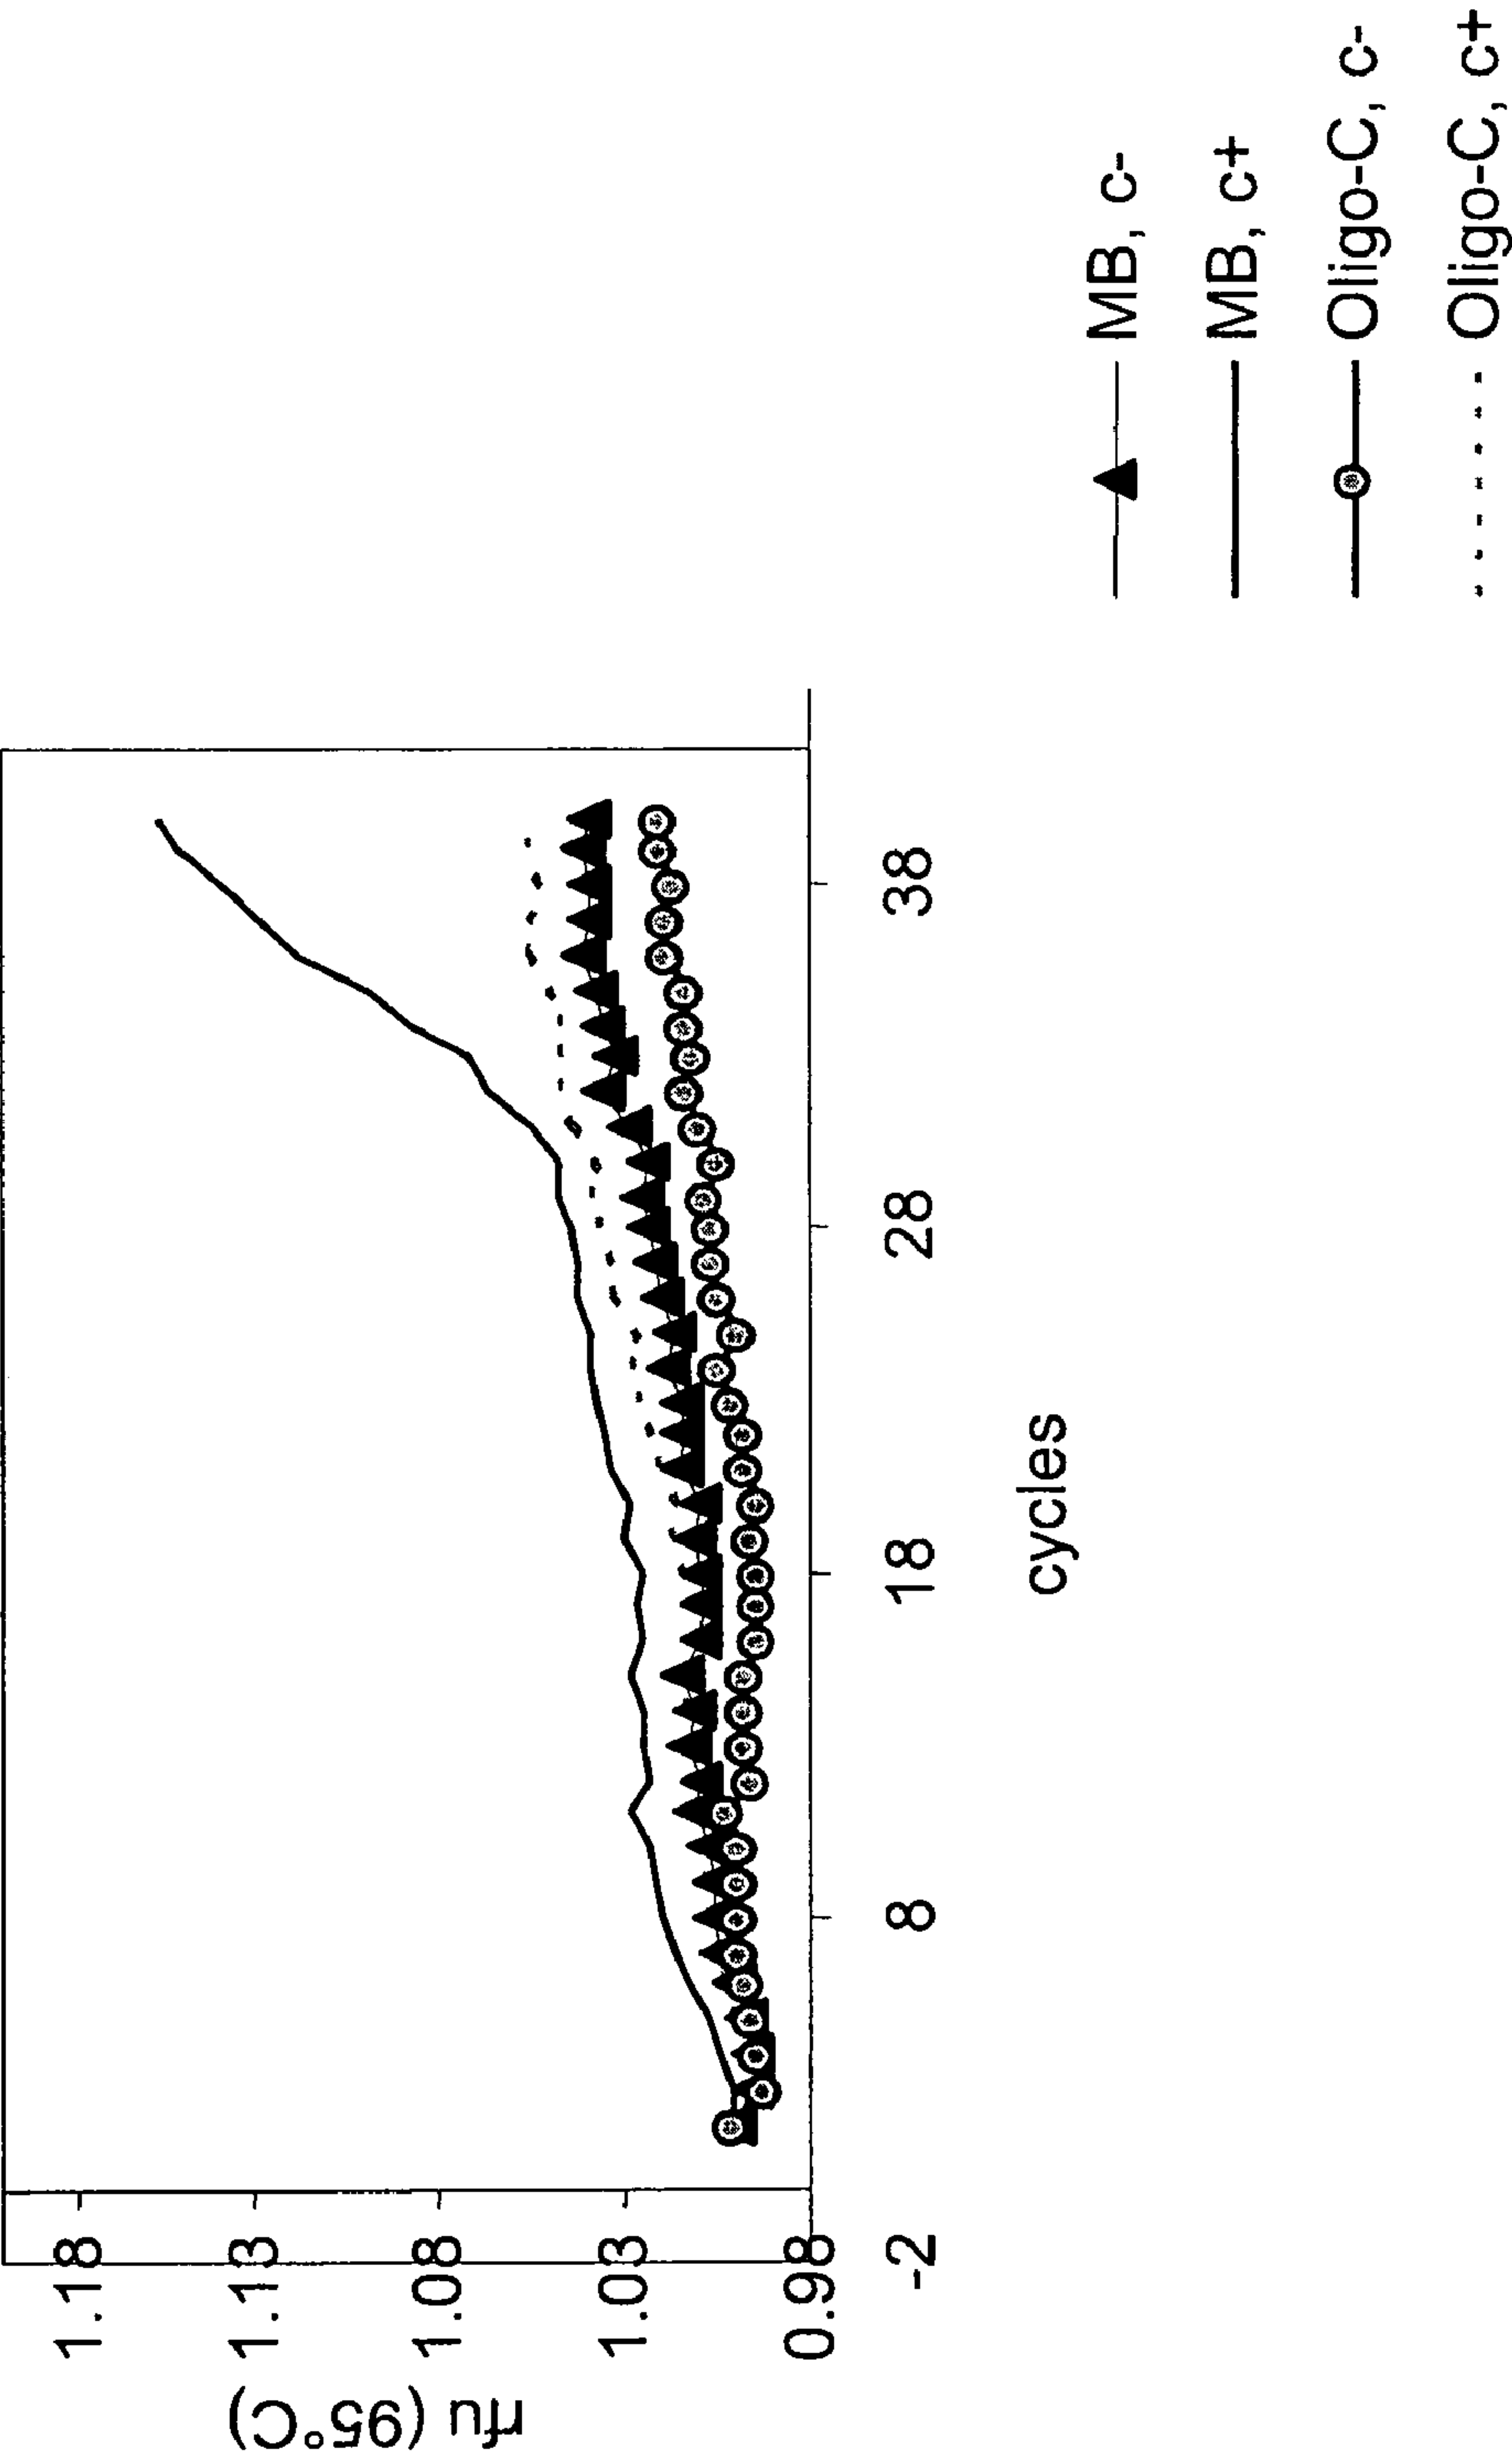 rfu (95°C)
1.18
1.13
1.08
1.03
0.98
-2
8
18
28
38
cycles
MB, c-
MB, c+
Oligo-C, c-
Oligo-C, c+